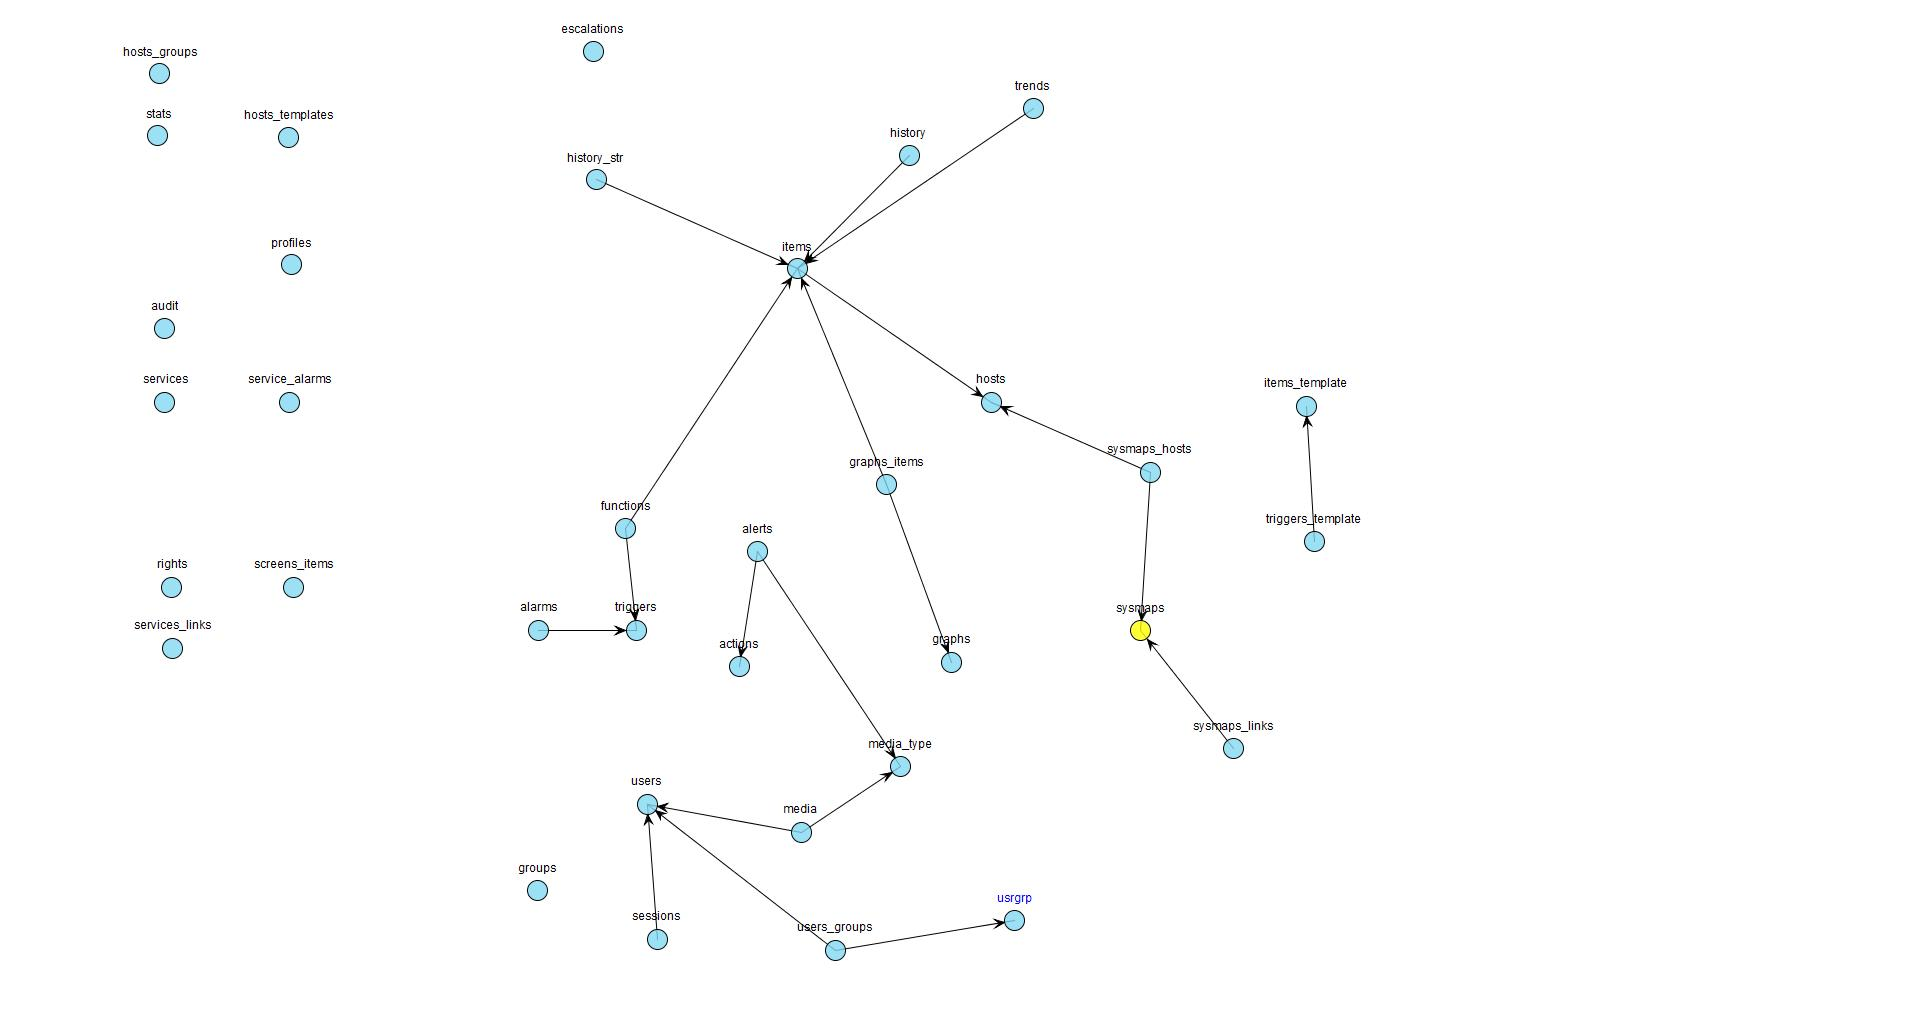 escalations
hosts_groups
trends
stats
hosts_templates
history
history_str
profiles
items
audit
services
service_alarms
hosts
items_template
sysmaps_hosts
graphs_items
functions
triggers_template
alerts
rights
screens_items
alarms
triggers
sysmaps
services_links
actions
graphs
sysmaps_links
media_type
users
media
groups
usrgrp
sessions
users_groups